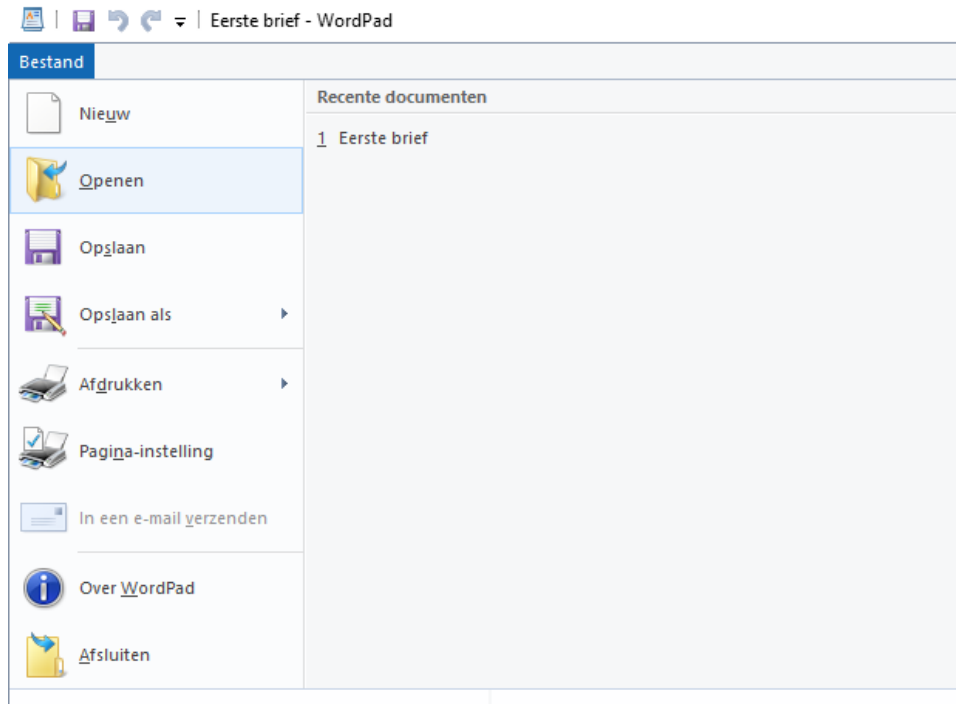 Eerste brief - WordPad
Bestand
Nieuw
Openen
Opslaan
Opslaan als
Afdrukken
Pagina-instelling
In een e-mail verzenden
Over WordPad
Afsluiten
Recente documenten
1 Eerste brief